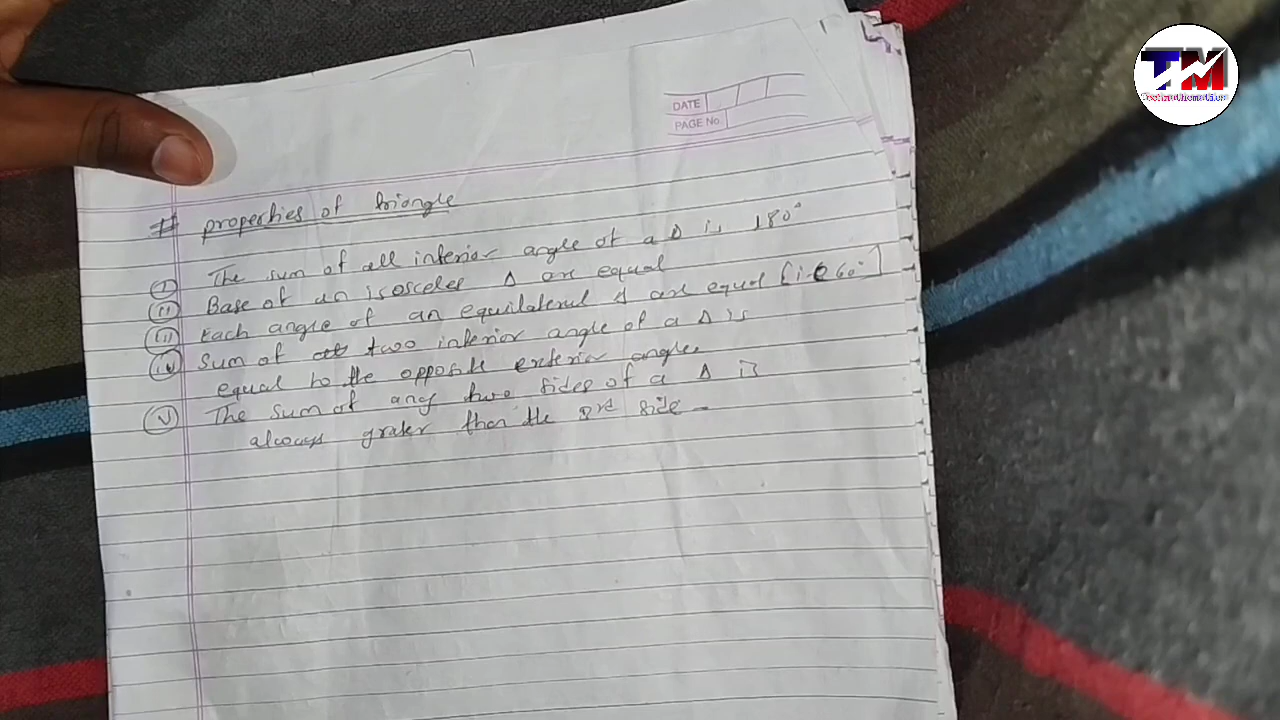 TM
DATE
PAGE No.
# properties of triangle
(I) The sum of all interior angle of a Δ is 180°
(II) Base of an isosceles Δ are equal
(III) Each angle of an equilateral Δ are equal [i.e 60°]
(IV) Sum of two interior angle of a Δ is
equal to the opposite exterior angle.
(V) The sum of any two sides of a Δ is
always grater than the 3rd side -